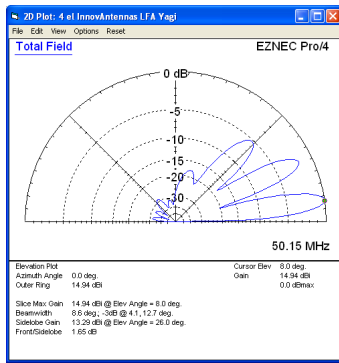 2D Plot: 4 el InnovAntennas LFA Yagi
File Edit View Options Reset
Total Field
EZNEC Pro/4
0 dB
-5
-10
-15
-20
-30
50.15 MHz
Elevation Plot
Cursor Elev 8.0 deg.
Azimuth Angle 0.0 deg.
Gain 14.94 dBi
Outer Ring 14.94 dBi
0.0 dBmax
Slice Max Gain 14.94 dBi @ Elev Angle = 8.0 deg.
Beamwidth 8.6 deg.; -3dB @ 4.1, 12.7 deg.
Sidelobe Gain 13.29 dBi @ Elev Angle = 26.0 deg.
Front/Sidelobe 1.65 dB